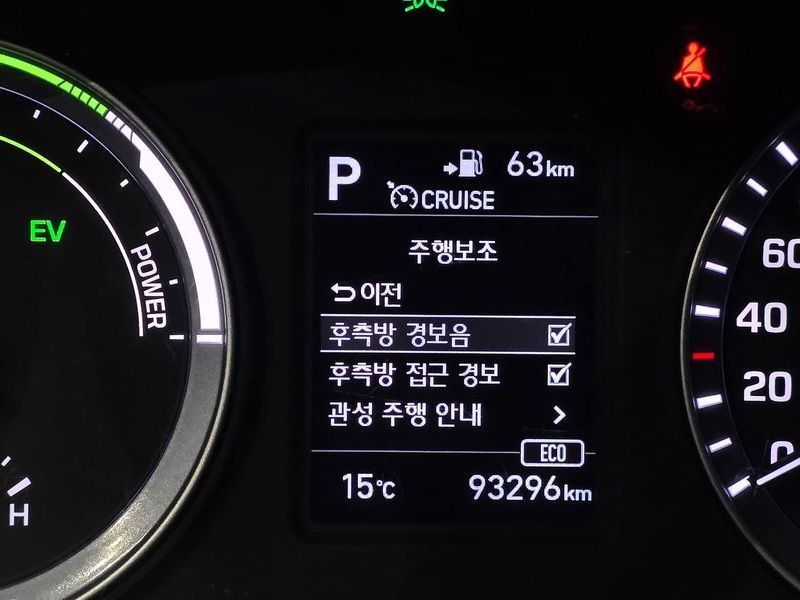 P
63km
CRUISE
주행보조
이전
후측방 경보음
후측방 접근 경보
관성 주행 안내
ECO
15℃
93296km
EV
POWER
H
60
40
20
0